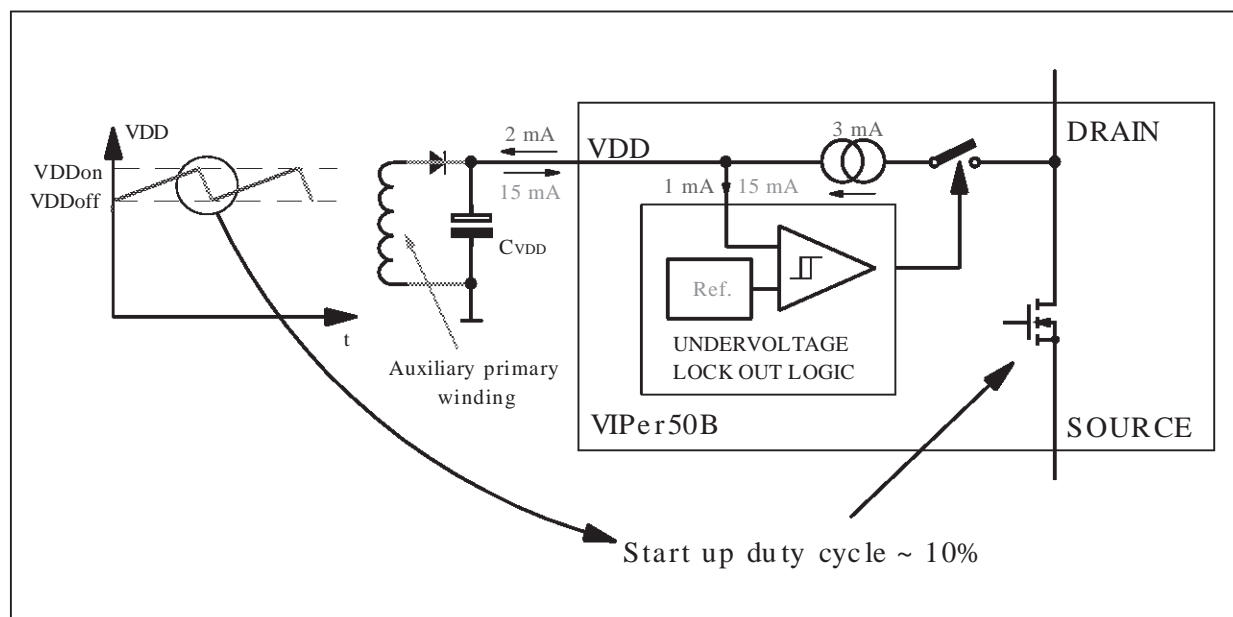 VDD
VDDon
VDDoff
t
Auxiliary primary
winding
CVDD
2 mA
15 mA
VDD
3 mA
DRAIN
1 mA
15 mA
Ref.
UNDERVOLTAGE
LOCK OUT LOGIC
VIPer50B
SOURCE
Start up duty cycle ~ 10%